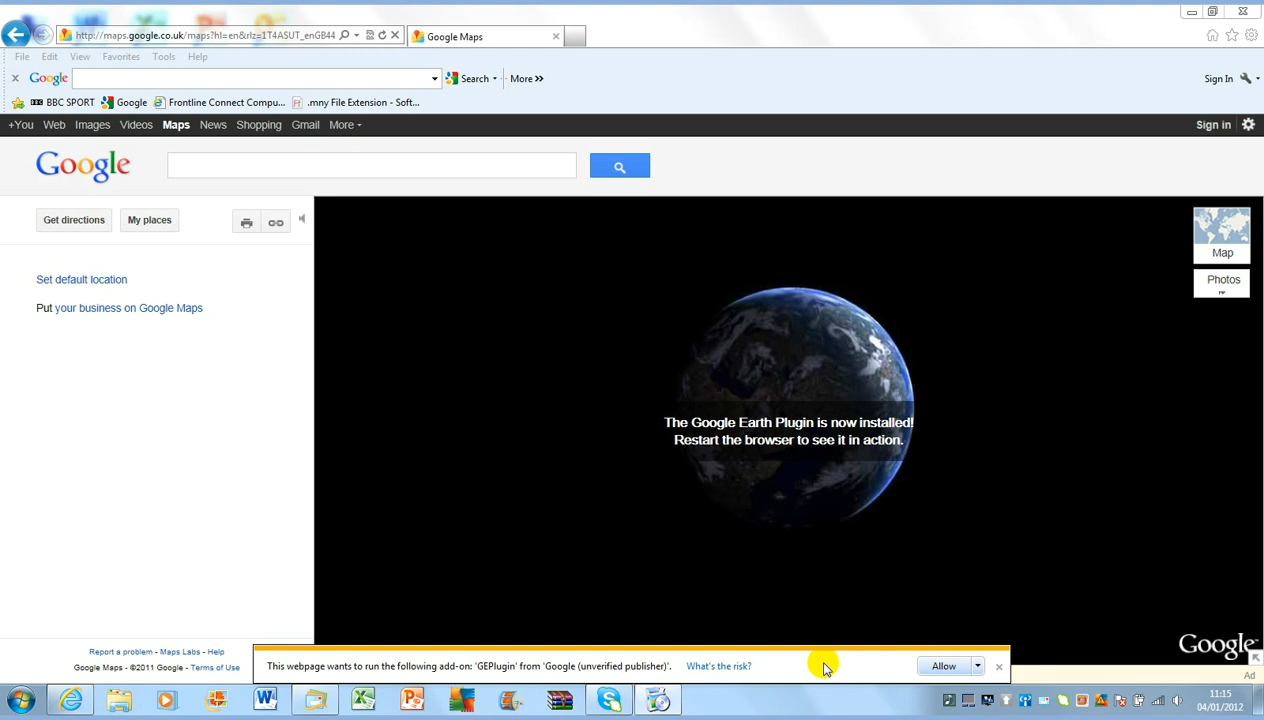 http://maps.google.co.uk/maps?hl=en&rlz=1T4ASUT_enGB44
Google Maps
File Edit View Favorites Tools Help
x Google Search More »
Sign In
BBC SPORT Google Frontline Connect Compu... .mny File Extension - Soft...
+You Web Images Videos Maps News Shopping Gmail More
Sign in
Google
Get directions My places
Map
Photos
Set default location
Put your business on Google Maps
The Google Earth Plugin is now installed!
Restart the browser to see it in action.
Google
Report a problem - Maps Labs - Help
Google Maps - ©2011 Google - Terms of Use
This webpage wants to run the following add-on: 'GEPlugin' from 'Google (unverified publisher)'. What's the risk? Allow
Ad
11:15
04/01/2012